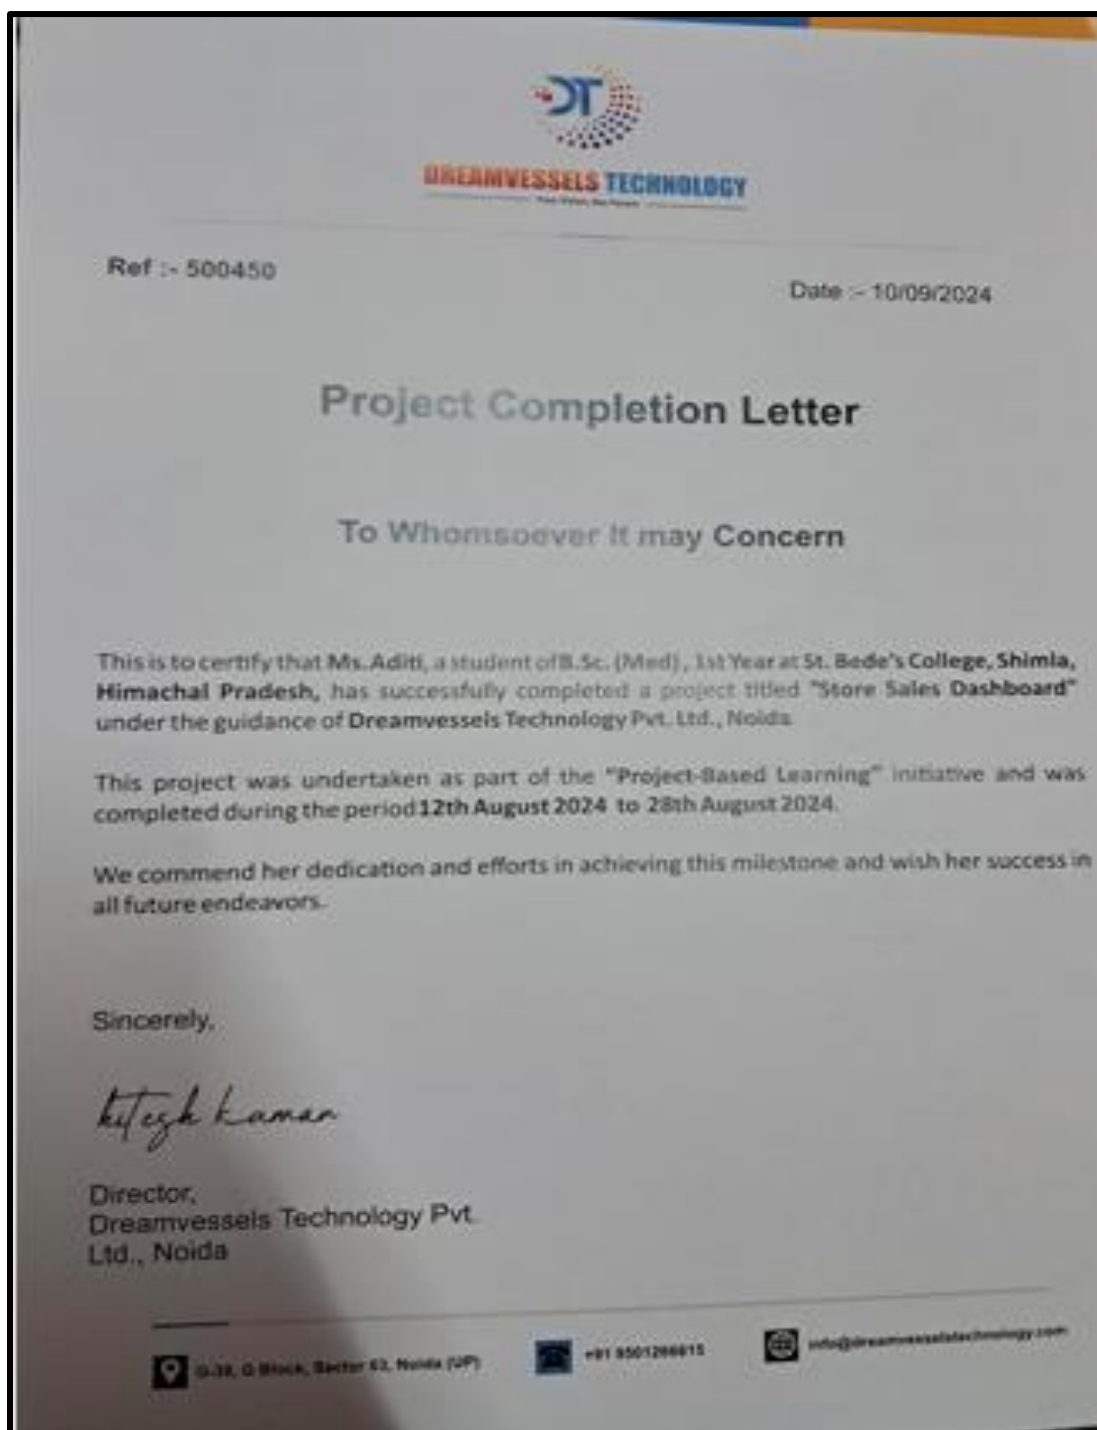 DT
DREAMVESSELS TECHNOLOGY
Ref :- 500450
Date :- 10/09/2024
Project Completion Letter
To Whomsoever It may Concern
This is to certify that Ms. Aditi, a student of B.Sc. (Med), 1st Year at St. Bede's College, Shimla,
Himachal Pradesh, has successfully completed a project titled "Store Sales Dashboard"
under the guidance of Dreamvessels Technology Pvt. Ltd., Noida
This project was undertaken as part of the "Project-Based Learning" initiative and was
completed during the period 12th August 2024 to 28th August 2024.
We commend her dedication and efforts in achieving this milestone and wish her success in
all future endeavors.
Sincerely,
Director,
Dreamvessels Technology Pvt.
Ltd., Noida
G Block, Sector 63, Noida (UP)
info@dreamvesselstechnology.com